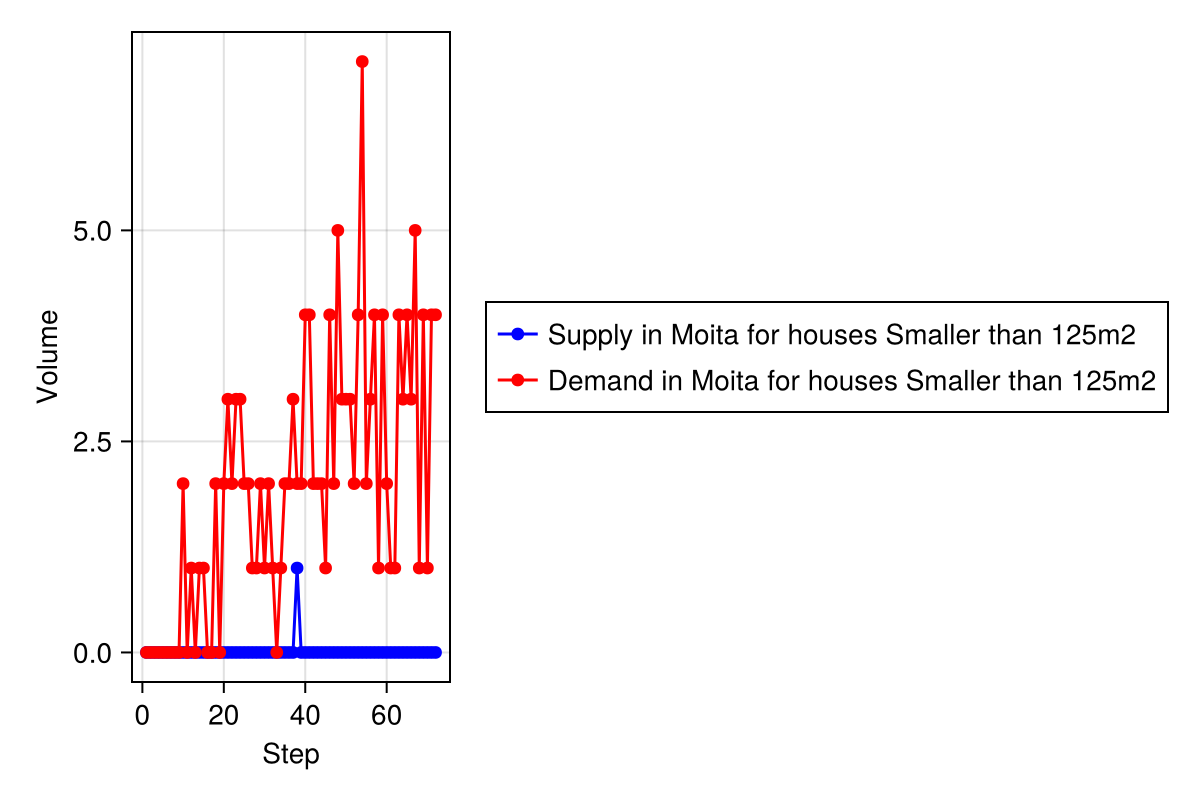 5.0
2.5
0.0
Volume
0
20
40
60
Step
Supply in Moita for houses Smaller than 125m2
Demand in Moita for houses Smaller than 125m2